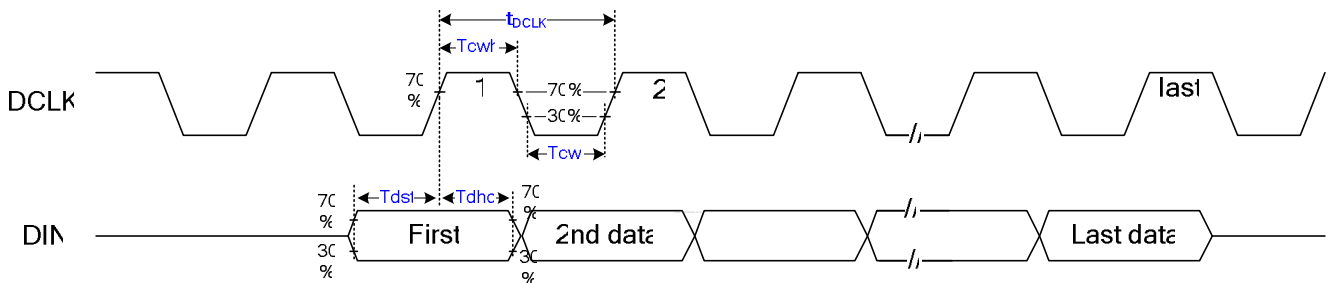 tDCLK
Tcwh
70%
1
70%
2
last
DCLK
30%
Tcw
70%
Tdst
Tdhd
70%
DIN
First
2nd data
Last data
30%
30%